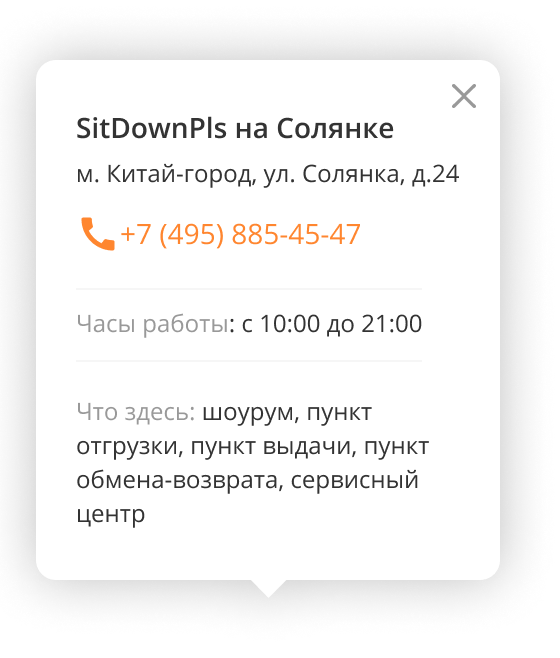 SitDownPls на Солянке
м. Китай-город, ул. Солянка, д.24
+7 (495) 885-45-47
Часы работы: с 10:00 до 21:00
Что здесь: шоурум, пункт
отгрузки, пункт выдачи, пункт
обмена-возврата, сервисный
центр